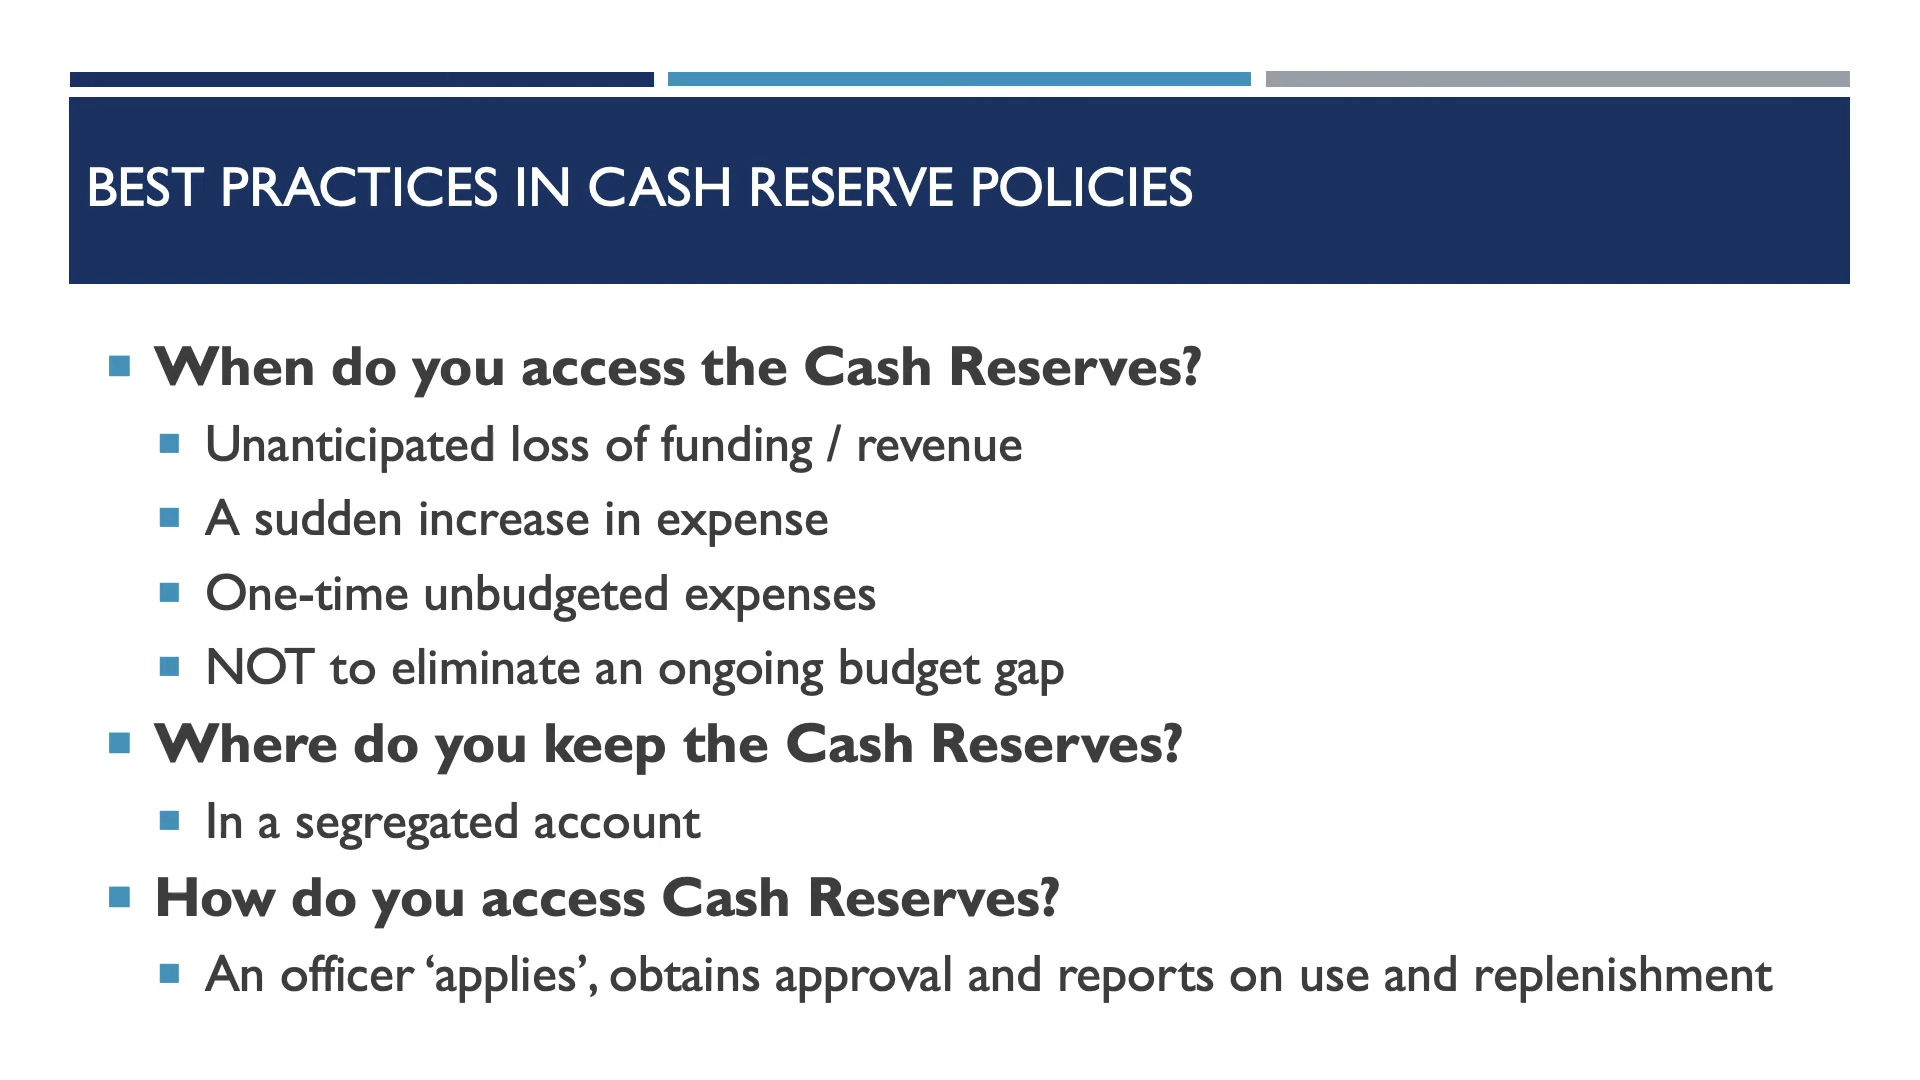 BEST PRACTICES IN CASH RESERVE POLICIES
When do you access the Cash Reserves?
Unanticipated loss of funding / revenue
A sudden increase in expense
One-time unbudgeted expenses
NOT to eliminate an ongoing budget gap
Where do you keep the Cash Reserves?
In a segregated account
How do you access Cash Reserves?
An officer ‘applies’, obtains approval and reports on use and replenishment